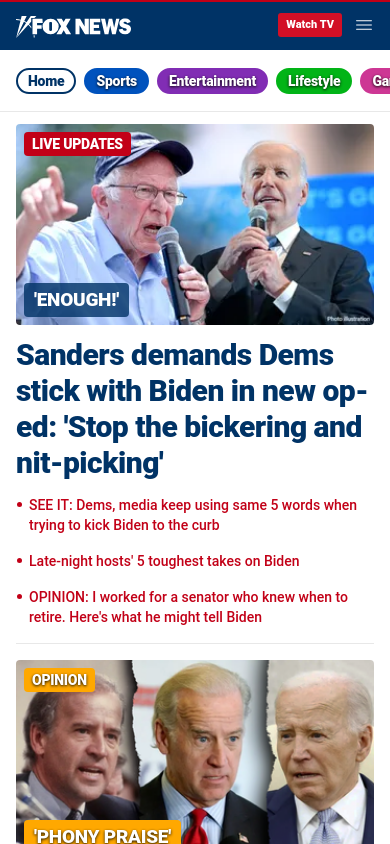 FOX NEWS
Watch TV
Home
Sports
Entertainment
Lifestyle
Ga
LIVE UPDATES
'ENOUGH!'
Photo illustration
Sanders demands Dems
stick with Biden in new op-
ed: 'Stop the bickering and
nit-picking'
• SEE IT: Dems, media keep using same 5 words when
trying to kick Biden to the curb
• Late-night hosts' 5 toughest takes on Biden
• OPINION: I worked for a senator who knew when to
retire. Here's what he might tell Biden
OPINION
'PHONY PRAISE'